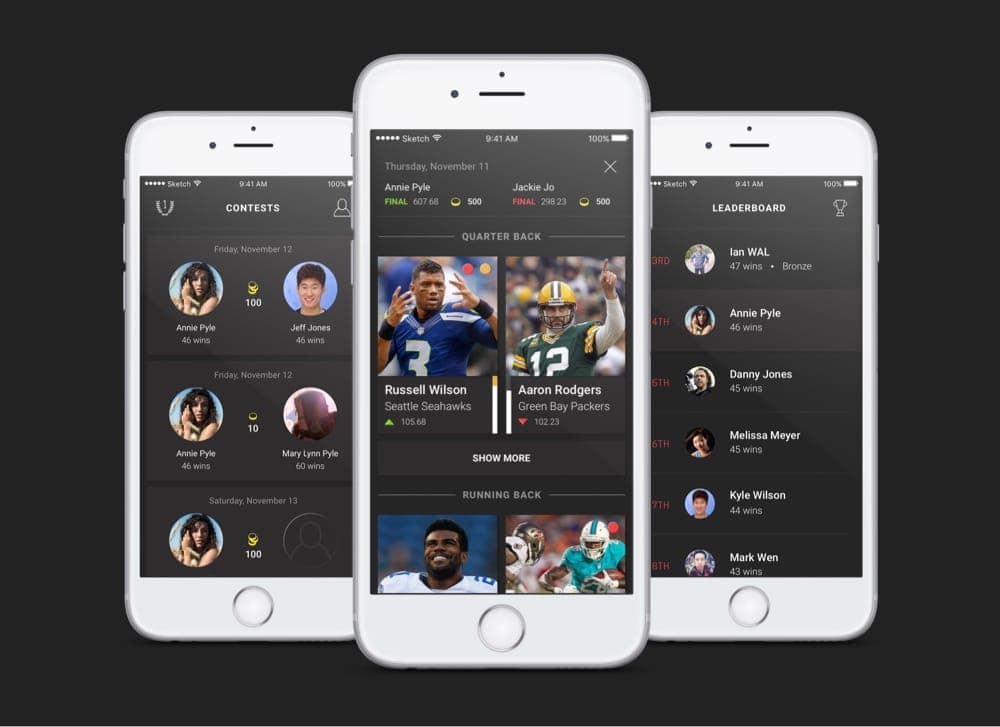 Sketch 9:41 AM 100%
1
CONTESTS
Friday, November 12
100
Annie Pyle Jeff Jones
46 wins 46 wins
Friday, November 12
10
Annie Pyle Mary Lynn Pyle
46 wins 60 wins
Saturday, November 13
100
Sketch 9:41 AM 100%
Thursday, November 11
Annie Pyle Jackie Jo
FINAL 607.68 500 FINAL 298.23 500
QUARTER BACK
3 12
Russell Wilson Aaron Rodgers
Seattle Seahawks Green Bay Packers
105.68 102.23
SHOW MORE
RUNNING BACK
Sketch 9:41 AM 100%
LEADERBOARD
3RD Ian WAL
47 wins • Bronze
4TH Annie Pyle
46 wins
5TH Danny Jones
45 wins
6TH Melissa Meyer
45 wins
7TH Kyle Wilson
44 wins
8TH Mark Wen
43 wins